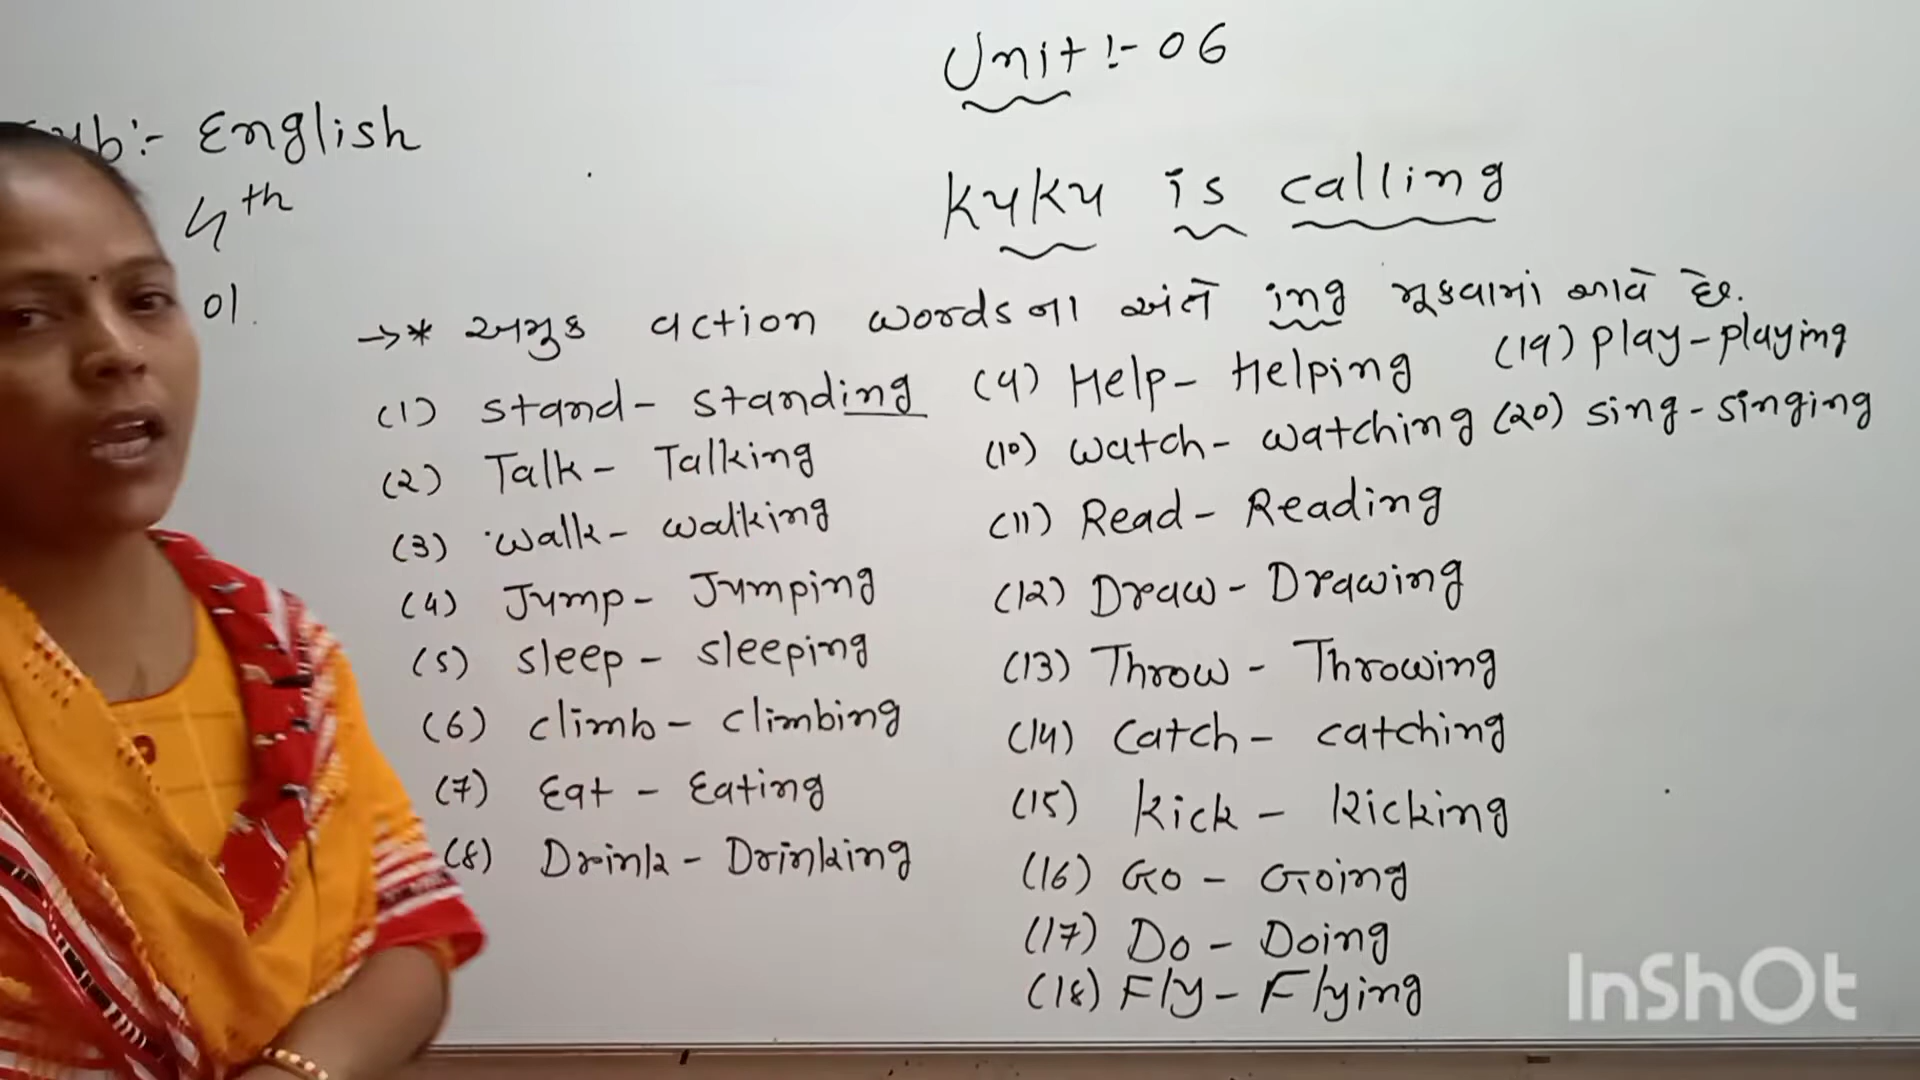 Unit :- 06
Sub :- English
4th
01.
Kuku is calling
→* અમુક action words ના અંતે ing મૂકવામાં આવે છે.
(1) Stand - Standing
(2) Talk - Talking
(3) Walk - walking
(4) Jump - Jumping
(5) Sleep - Sleeping
(6) Climb - Climbing
(7) Eat - Eating
(8) Drink - Drinking
(9) Help - Helping
(10) Watch - watching
(11) Read - Reading
(12) Draw - Drawing
(13) Throw - Throwing
(14) Catch - catching
(15) Kick - Kicking
(16) Go - Going
(17) Do - Doing
(18) Fly - Flying
(19) Play - Playing
(20) Sing - Singing
InShOt